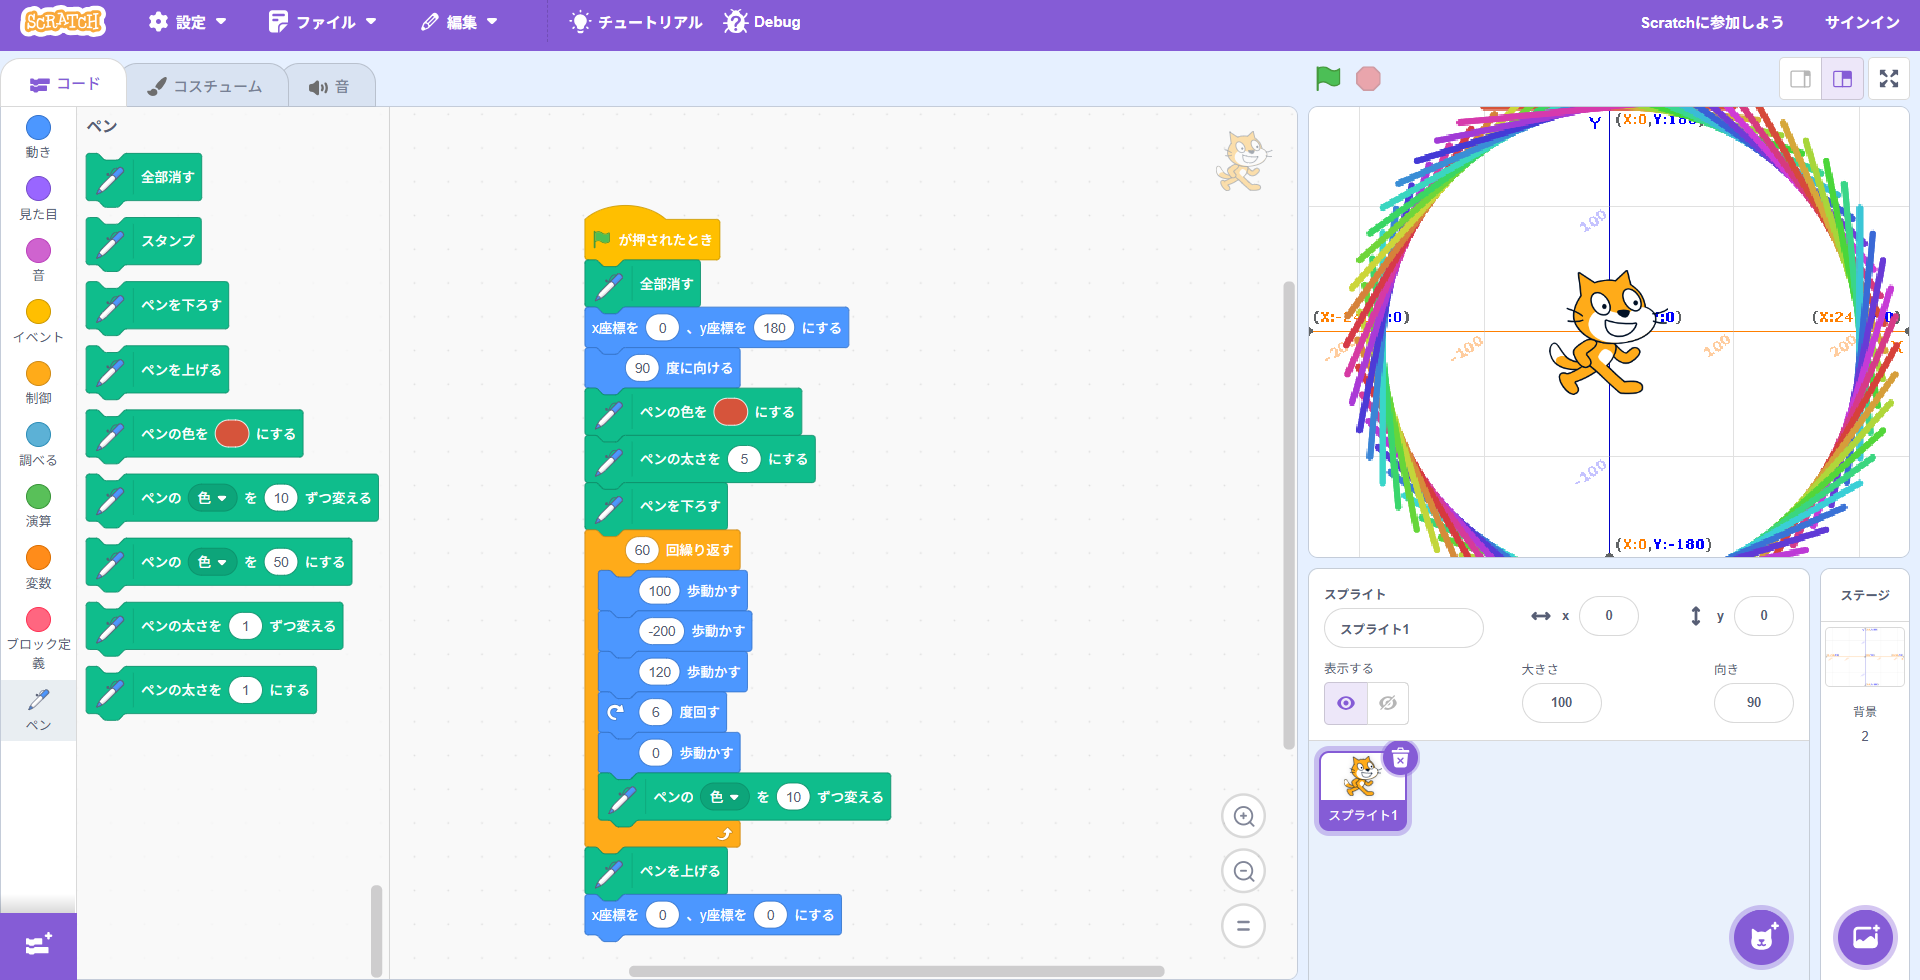 SCRATCH
設定
ファイル
編集
チュートリアル
Debug
Scratchに参加しよう
サインイン
コード
コスチューム
音
動き
見た目
音
イベント
制御
調べる
演算
変数
ブロック定
義
ペン
ペン
全部消す
スタンプ
ペンを下ろす
ペンを上げる
ペンの色を にする
ペンの 色 を 10 ずつ変える
ペンの 色 を 50 にする
ペンの太さを 1 ずつ変える
ペンの太さを 1 にする
が押されたとき
全部消す
x座標を 0 、y座標を 180 にする
90 度に向ける
ペンの色を にする
ペンの太さを 5 にする
ペンを下ろす
60 回繰り返す
100 歩動かす
-200 歩動かす
120 歩動かす
6 度回す
0 歩動かす
ペンの 色 を 10 ずつ変える
ペンを上げる
x座標を 0 、y座標を 0 にする
Y
(X:0,Y:180)
100
:0)
-100
100
200
(X:24
-100
(X:0,Y:-180)
スプライト
スプライト1
x 0
y 0
表示する
大きさ
100
向き
90
スプライト1
ステージ
背景
2